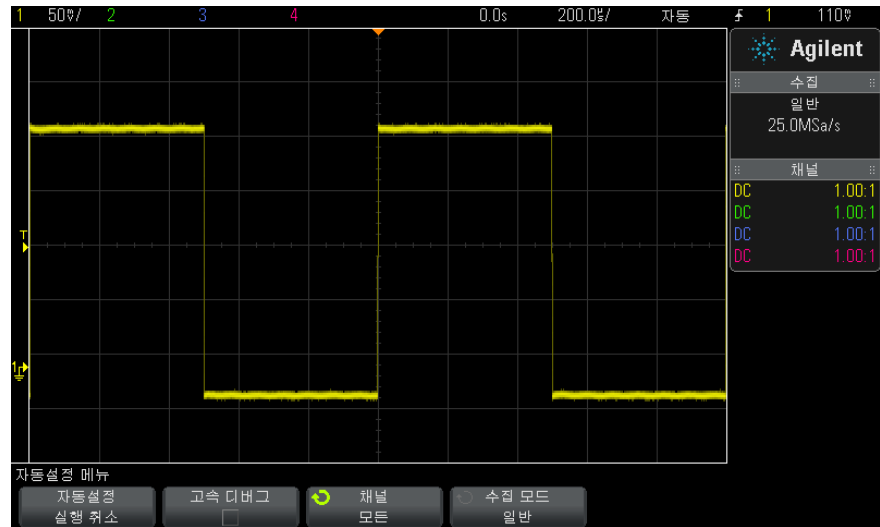 1 50mV/ 2 3 4 0.0s 200.0µs/ 자동 1 110mV
Agilent
수집
일반
25.0MSa/s
채널
DC 1.00:1
DC 1.00:1
DC 1.00:1
DC 1.00:1
T
1
자동설정 메뉴
자동설정 실행 취소
고속 디버그
채널 모든
수집 모드 일반